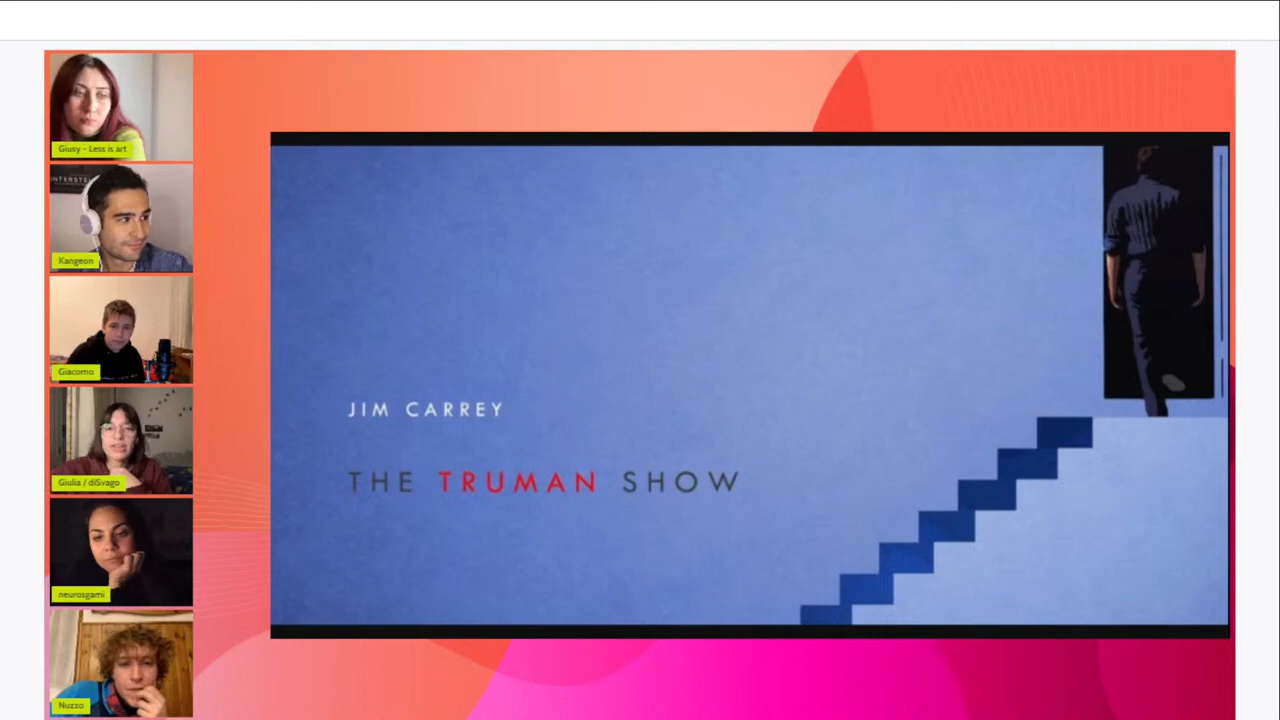 Giusy - Less is art
Kangeon
Giacomo
Giulia / diSvago
neurosgami
Nuzzo
JIM CARREY
THE TRUMAN SHOW